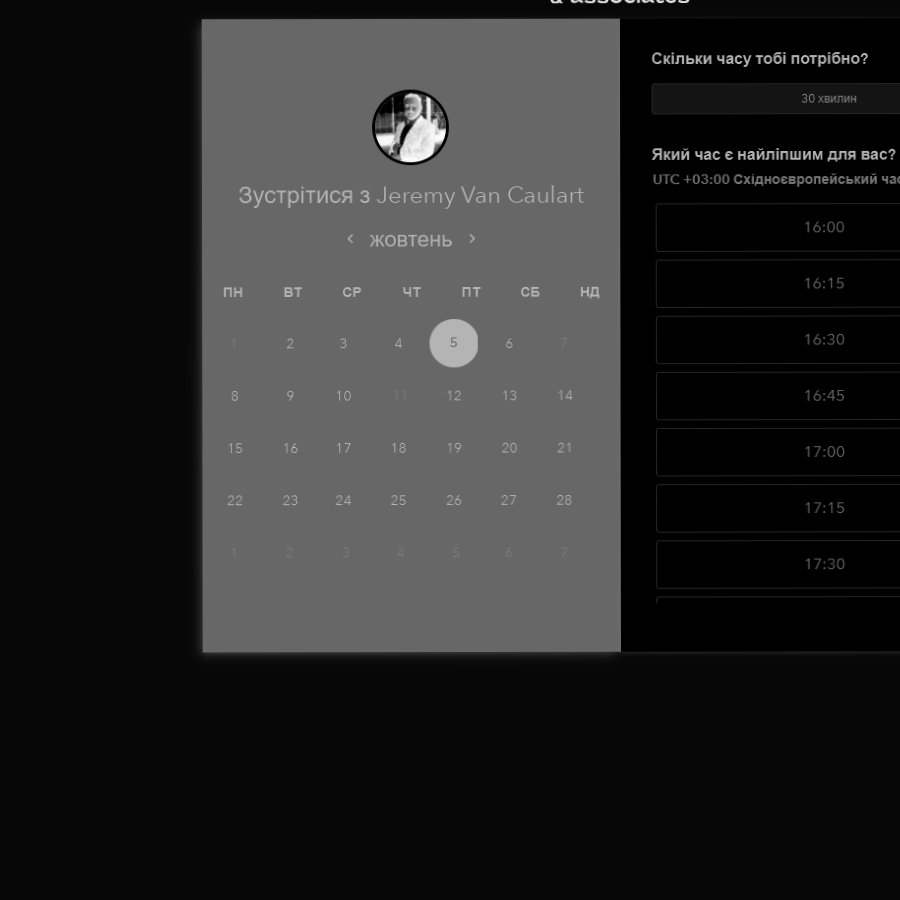 & associates
Зустрітися з Jeremy Van Caulart
жовтень
ПН ВТ СР ЧТ ПТ СБ НД
1 2 3 4 5 6 7
8 9 10 11 12 13 14
15 16 17 18 19 20 21
22 23 24 25 26 27 28
1 2 3 4 5 6 7
Скільки часу тобі потрібно?
30 хвилин
Який час є найліпшим для вас?
UTC +03:00 Східноєвропейський час
16:00
16:15
16:30
16:45
17:00
17:15
17:30